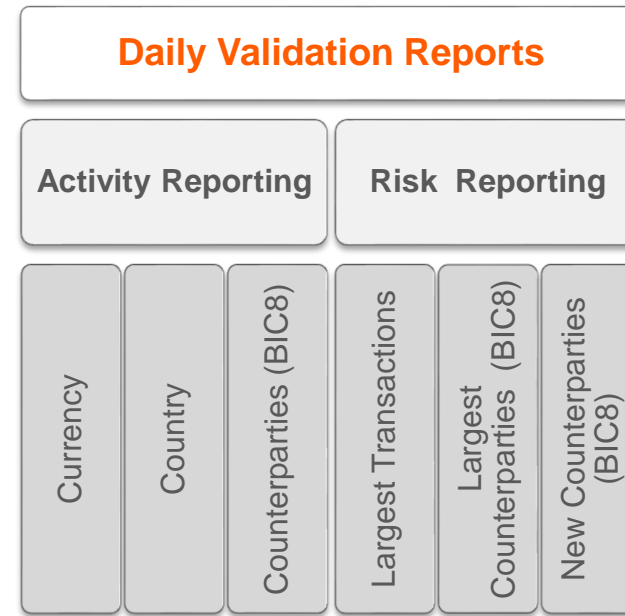 Daily Validation Reports
Activity Reporting
Risk Reporting
Currency
Country
Counterparties (BIC8)
Largest Transactions
Largest
Counterparties (BIC8)
New Counterparties
(BIC8)